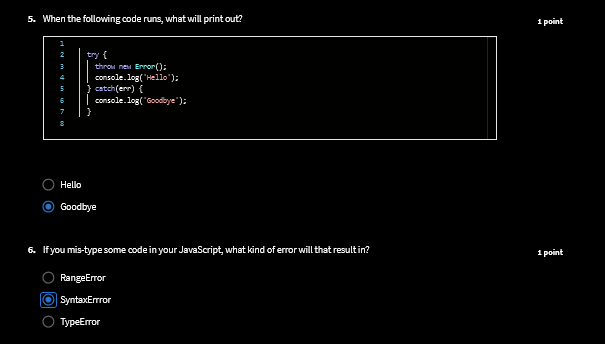 5. When the following code runs, what will print out?
1 point
1
2 try {
3 throw new Error();
4 console.log('Hello');
5 } catch(err) {
6 console.log('Goodbye');
7 }
8
Hello
Goodbye
6. If you mis-type some code in your JavaScript, what kind of error will that result in?
1 point
RangeError
SyntaxErrror
TypeError